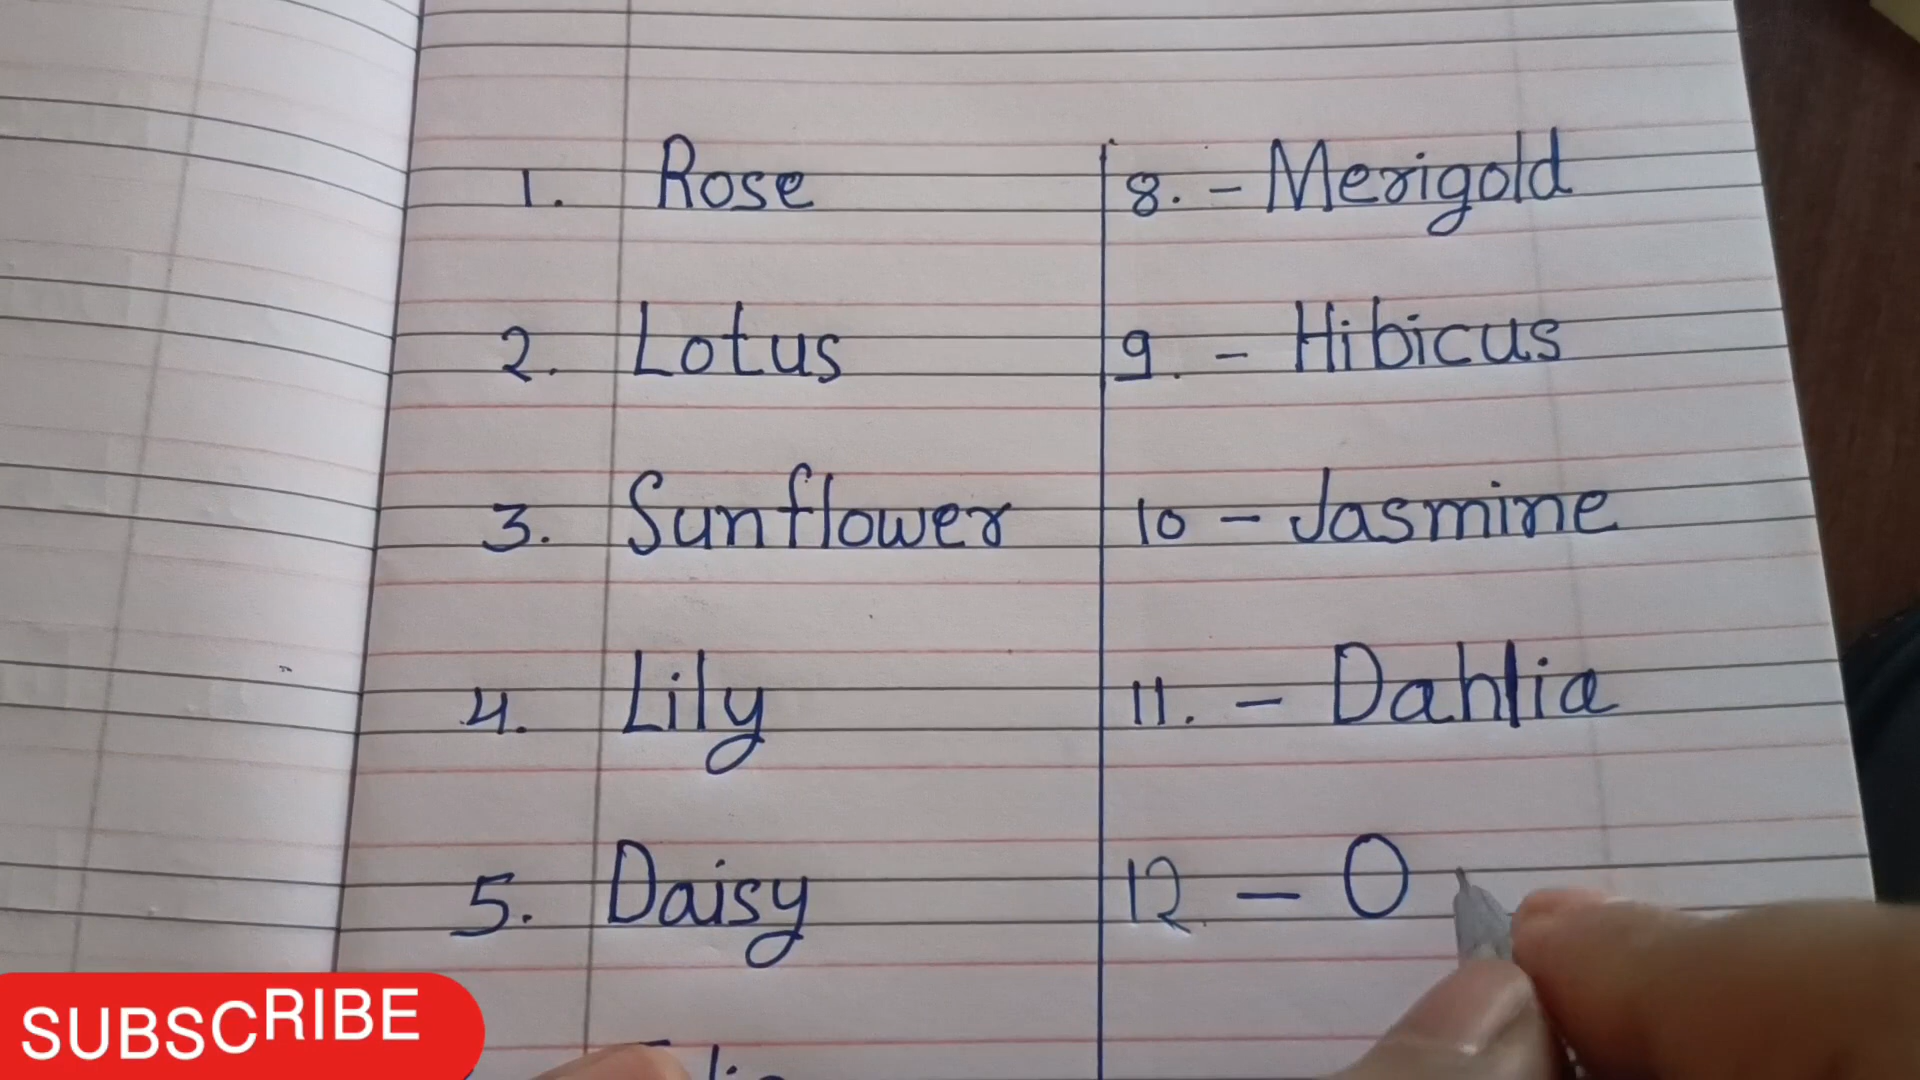 1. Rose
2. Lotus
3. Sunflower
4. Lily
5. Daisy
8. - Merigold
9. - Hibicus
10 - Jasmine
11. - Dahlia
12 - O
SUBSCRIBE